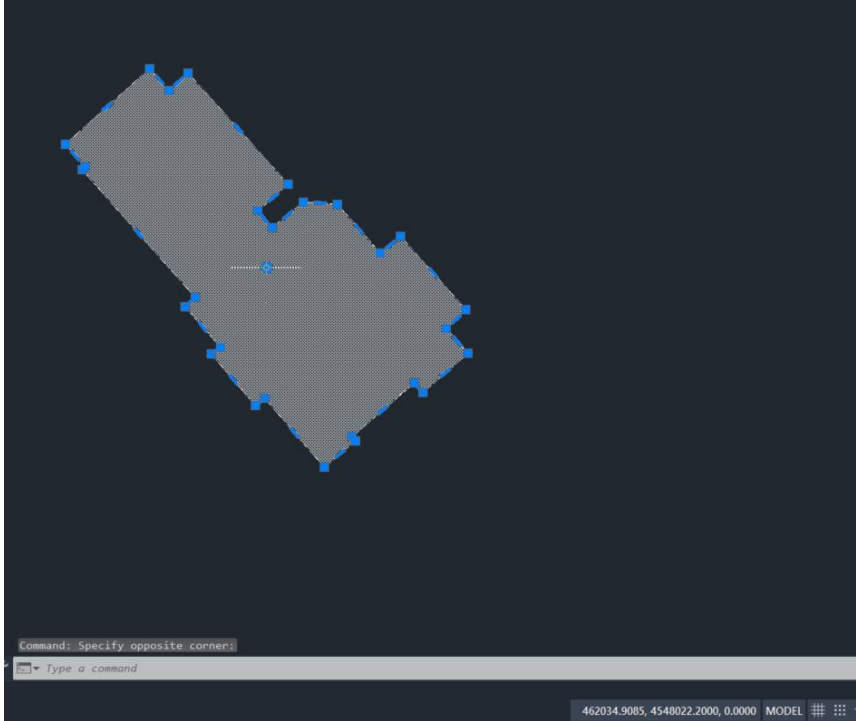 Command: Specify opposite corner:
Type a command
462034.9085, 4548022.2000, 0.0000 MODEL